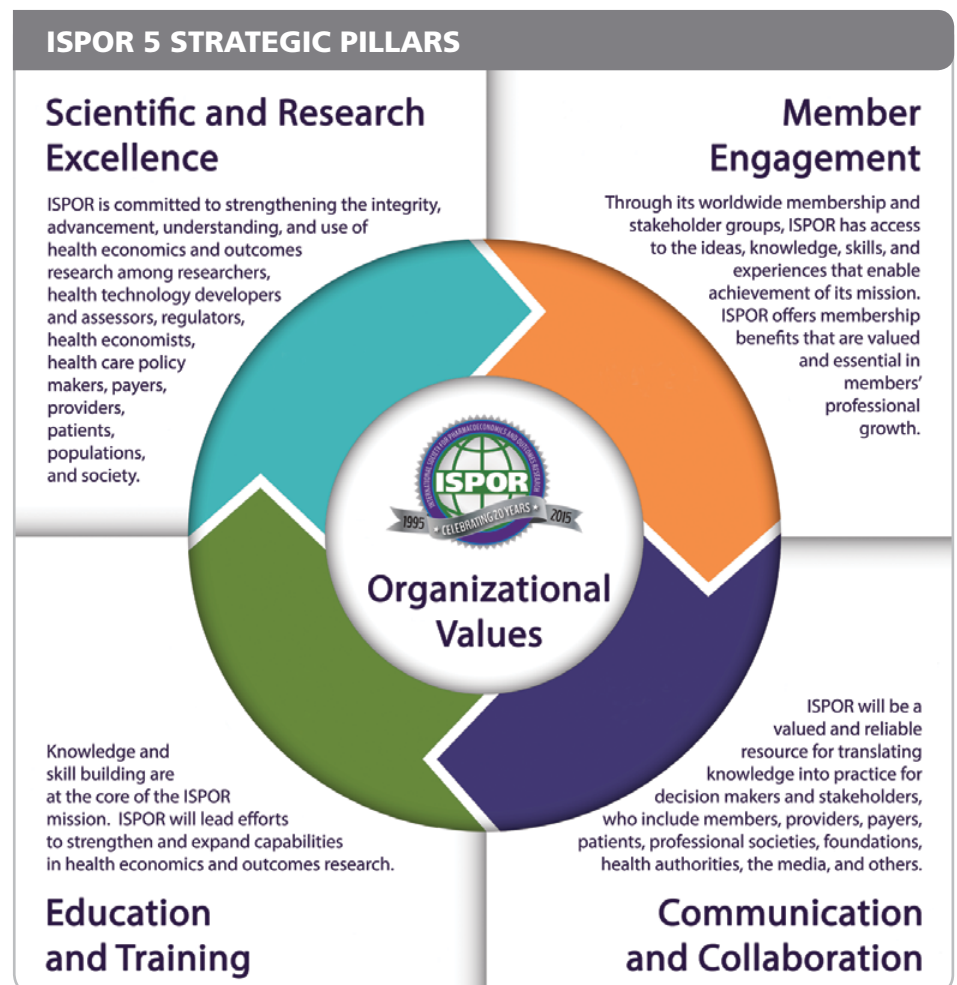 ISPOR 5 STRATEGIC PILLARS
Scientific and Research
Excellence
ISPOR is committed to strengthening the integrity,
advancement, understanding, and use of
health economics and outcomes
research among researchers,
health technology developers
and assessors, regulators,
health economists,
health care policy
makers, payers,
providers,
patients,
populations,
and society.
Member
Engagement
Through its worldwide membership and
stakeholder groups, ISPOR has access
to the ideas, knowledge, skills, and
experiences that enable
achievement of its mission.
ISPOR offers membership
benefits that are valued
and essential in
members’
professional
growth.
INTERNATIONAL SOCIETY FOR PHARMACOECONOMICS AND OUTCOMES RESEARCH
ISPOR
1995 ★ CELEBRATING 20 YEARS ★ 2015
Organizational
Values
Knowledge and
skill building are
at the core of the ISPOR
mission.  ISPOR will lead efforts
to strengthen and expand capabilities
in health economics and outcomes research.
Education
and Training
ISPOR will be a
valued and reliable
resource for translating
knowledge into practice for
decision makers and stakeholders,
who include members, providers, payers,
patients, professional societies, foundations,
health authorities, the media, and others.
Communication
and Collaboration